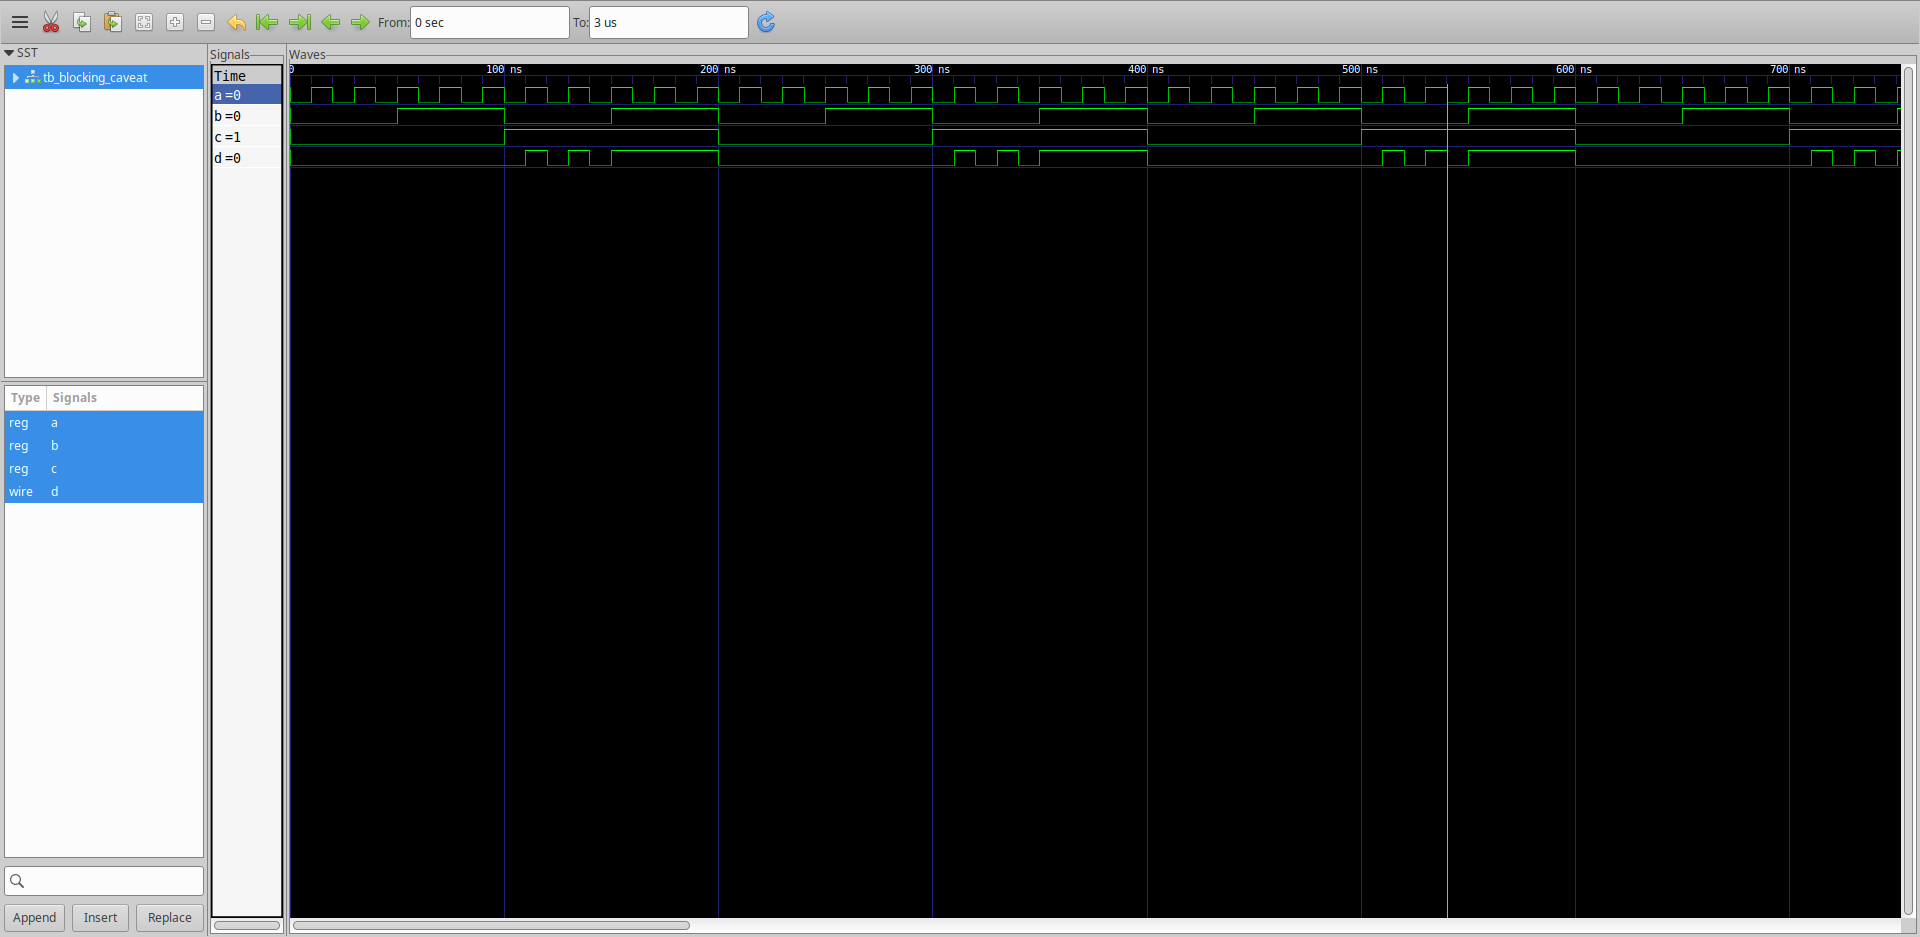 From: 0 sec To: 3 us
SST
tb_blocking_caveat
Type Signals
reg a
reg b
reg c
wire d
Append Insert Replace
Signals
Time
a=0
b=0
c=1
d=0
Waves
0 100 ns 200 ns 300 ns 400 ns 500 ns 600 ns 700 ns